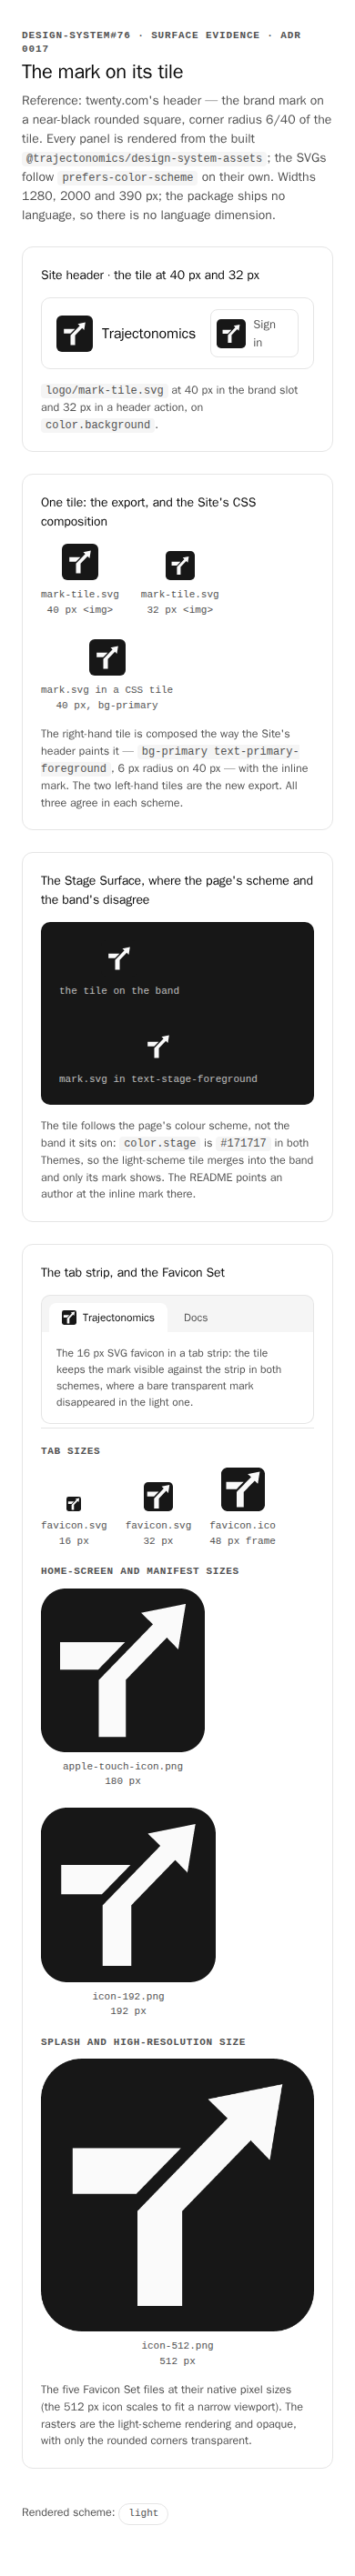 DESIGN-SYSTEM#76 · SURFACE EVIDENCE · ADR
0017
The mark on its tile
Reference: twenty.com's header — the brand mark on
a near-black rounded square, corner radius 6/40 of the
tile. Every panel is rendered from the built
@trajectonomics/design-system-assets ; the SVGs
follow prefers-color-scheme on their own. Widths
1280, 2000 and 390 px; the package ships no
language, so there is no language dimension.
Site header · the tile at 40 px and 32 px
Trajectonomics
Sign
in
logo/mark-tile.svg at 40 px in the brand slot
and 32 px in a header action, on
color.background .
One tile: the export, and the Site's CSS
composition
mark-tile.svg
40 px <img>
mark-tile.svg
32 px <img>
mark.svg in a CSS tile
40 px, bg-primary
The right-hand tile is composed the way the Site's
header paints it — bg-primary text-primary-
foreground , 6 px radius on 40 px — with the inline
mark. The two left-hand tiles are the new export. All
three agree in each scheme.
The Stage Surface, where the page's scheme and
the band's disagree
the tile on the band
mark.svg in text-stage-foreground
The tile follows the page's colour scheme, not the
band it sits on: color.stage is #171717 in both
Themes, so the light-scheme tile merges into the band
and only its mark shows. The README points an
author at the inline mark there.
The tab strip, and the Favicon Set
Trajectonomics
Docs
The 16 px SVG favicon in a tab strip: the tile
keeps the mark visible against the strip in both
schemes, where a bare transparent mark
disappeared in the light one.
TAB SIZES
favicon.svg
16 px
favicon.svg
32 px
favicon.ico
48 px frame
HOME-SCREEN AND MANIFEST SIZES
apple-touch-icon.png
180 px
icon-192.png
192 px
SPLASH AND HIGH-RESOLUTION SIZE
icon-512.png
512 px
The five Favicon Set files at their native pixel sizes
(the 512 px icon scales to fit a narrow viewport). The
rasters are the light-scheme rendering and opaque,
with only the rounded corners transparent.
Rendered scheme: light